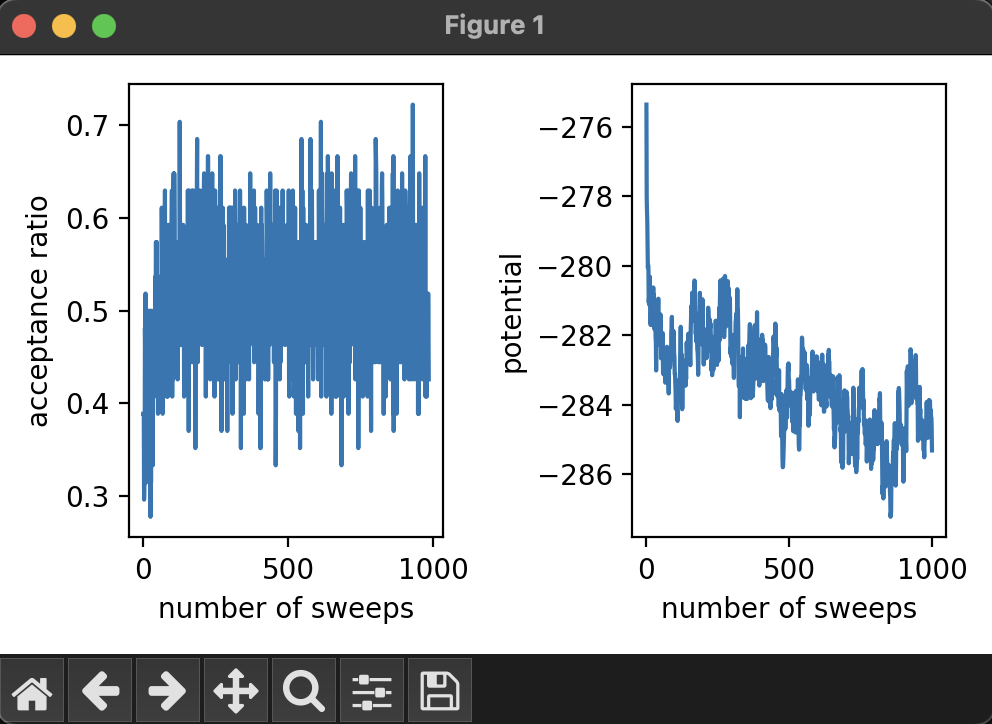 Figure 1
acceptance ratio
0.7
0.6
0.5
0.4
0.3
0 500 1000
number of sweeps
potential
−276
−278
−280
−282
−284
−286
0 500 1000
number of sweeps